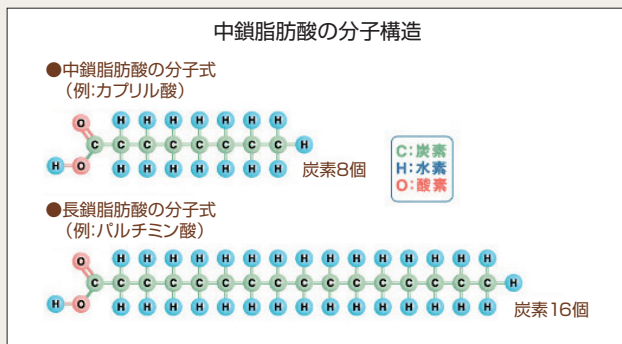 中鎖脂肪酸の分子構造
●中鎖脂肪酸の分子式
(例:カプリル酸)
O H H H H H H H
C C C C C C C C H
H O H H H H H H H
炭素8個
C:炭素
H:水素
O:酸素
●長鎖脂肪酸の分子式
(例:パルチミン酸)
O H H H H H H H H H H H H H H H
C C C C C C C C C C C C C C C C H
H O H H H H H H H H H H H H H H H
炭素16個